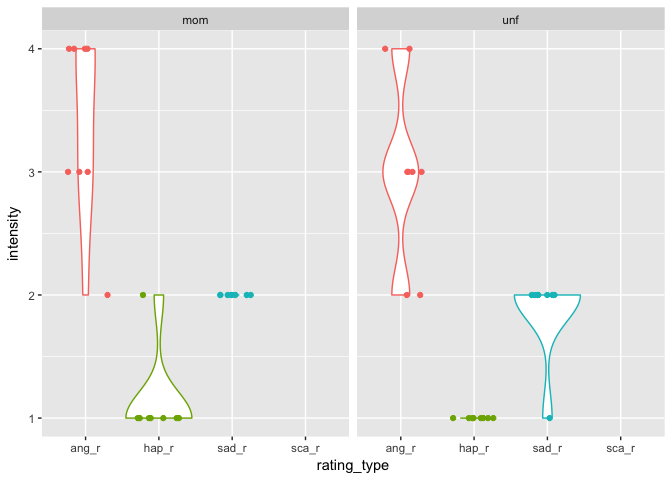 mom unf
4
3
2
1
intensity
ang_r hap_r sad_r sca_r ang_r hap_r sad_r sca_r
rating_type